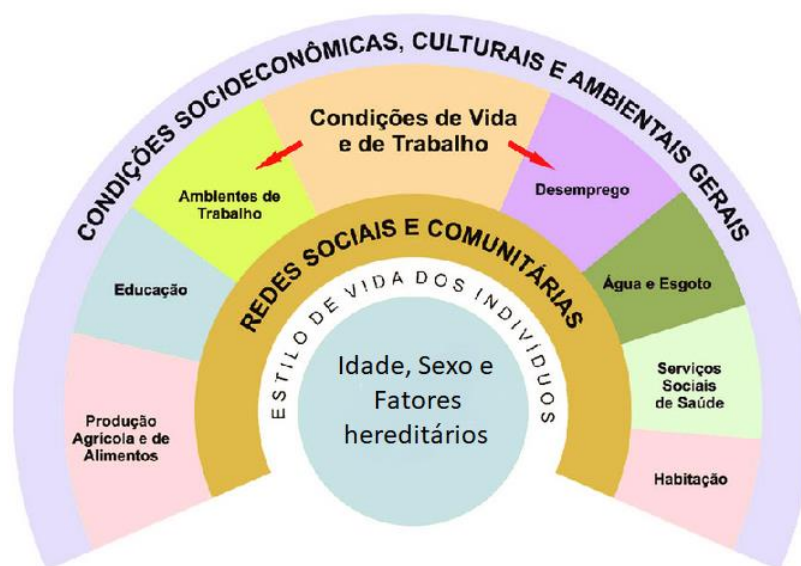 CONDIÇÕES SOCIOECONÔMICAS, CULTURAIS E AMBIENTAIS GERAIS
Condições de Vida
e de Trabalho
Ambientes de
Trabalho
Desemprego
Educação
Água e Esgoto
Produção
Agrícola e de
Alimentos
Serviços
Sociais
de Saúde
Habitação
REDES SOCIAIS E COMUNITÁRIAS
ESTILO DE VIDA DOS INDIVÍDUOS
Idade, Sexo e
Fatores
hereditários